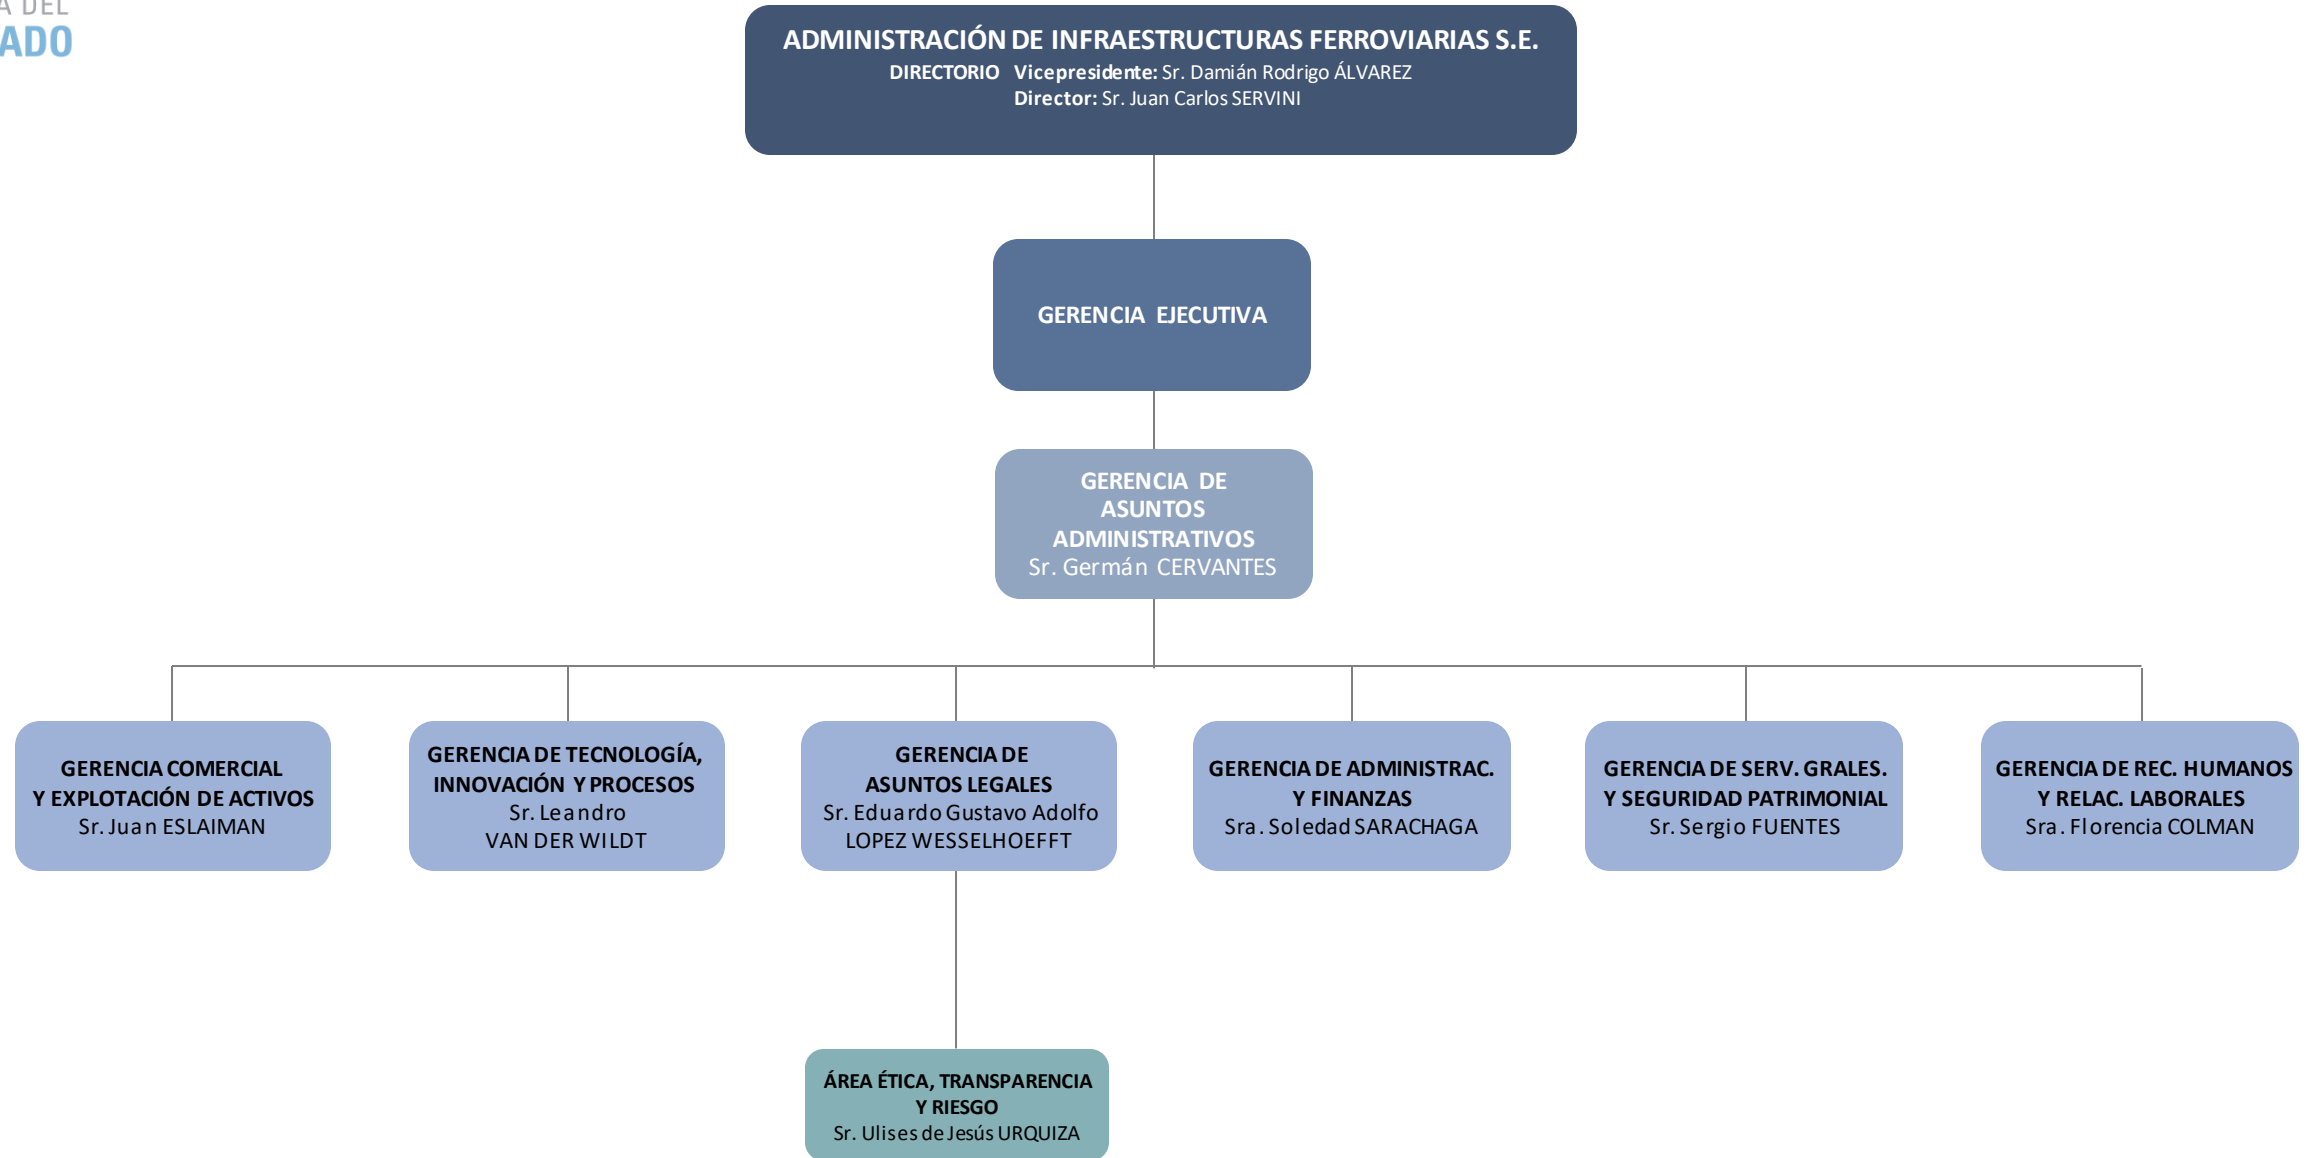 A DEL
ADO
ADMINISTRACIÓN DE INFRAESTRUCTURAS FERROVIARIAS S.E.
DIRECTORIO Vicepresidente: Sr. Damián Rodrigo ÁLVAREZ
Director: Sr. Juan Carlos SERVINI
GERENCIA EJECUTIVA
GERENCIA DE
ASUNTOS
ADMINISTRATIVOS
Sr. Germán CERVANTES
GERENCIA COMERCIAL
Y EXPLOTACIÓN DE ACTIVOS
Sr. Juan ESLAIMAN
GERENCIA DE TECNOLOGÍA,
INNOVACIÓN Y PROCESOS
Sr. Leandro
VAN DER WILDT
GERENCIA DE
ASUNTOS LEGALES
Sr. Eduardo Gustavo Adolfo
LOPEZ WESSELHOEFFT
GERENCIA DE ADMINISTRAC.
Y FINANZAS
Sra. Soledad SARACHAGA
GERENCIA DE SERV. GRALES.
Y SEGURIDAD PATRIMONIAL
Sr. Sergio FUENTES
GERENCIA DE REC. HUMANOS
Y RELAC. LABORALES
Sra. Florencia COLMAN
ÁREA ÉTICA, TRANSPARENCIA
Y RIESGO
Sr. Ulises de Jesús URQUIZA